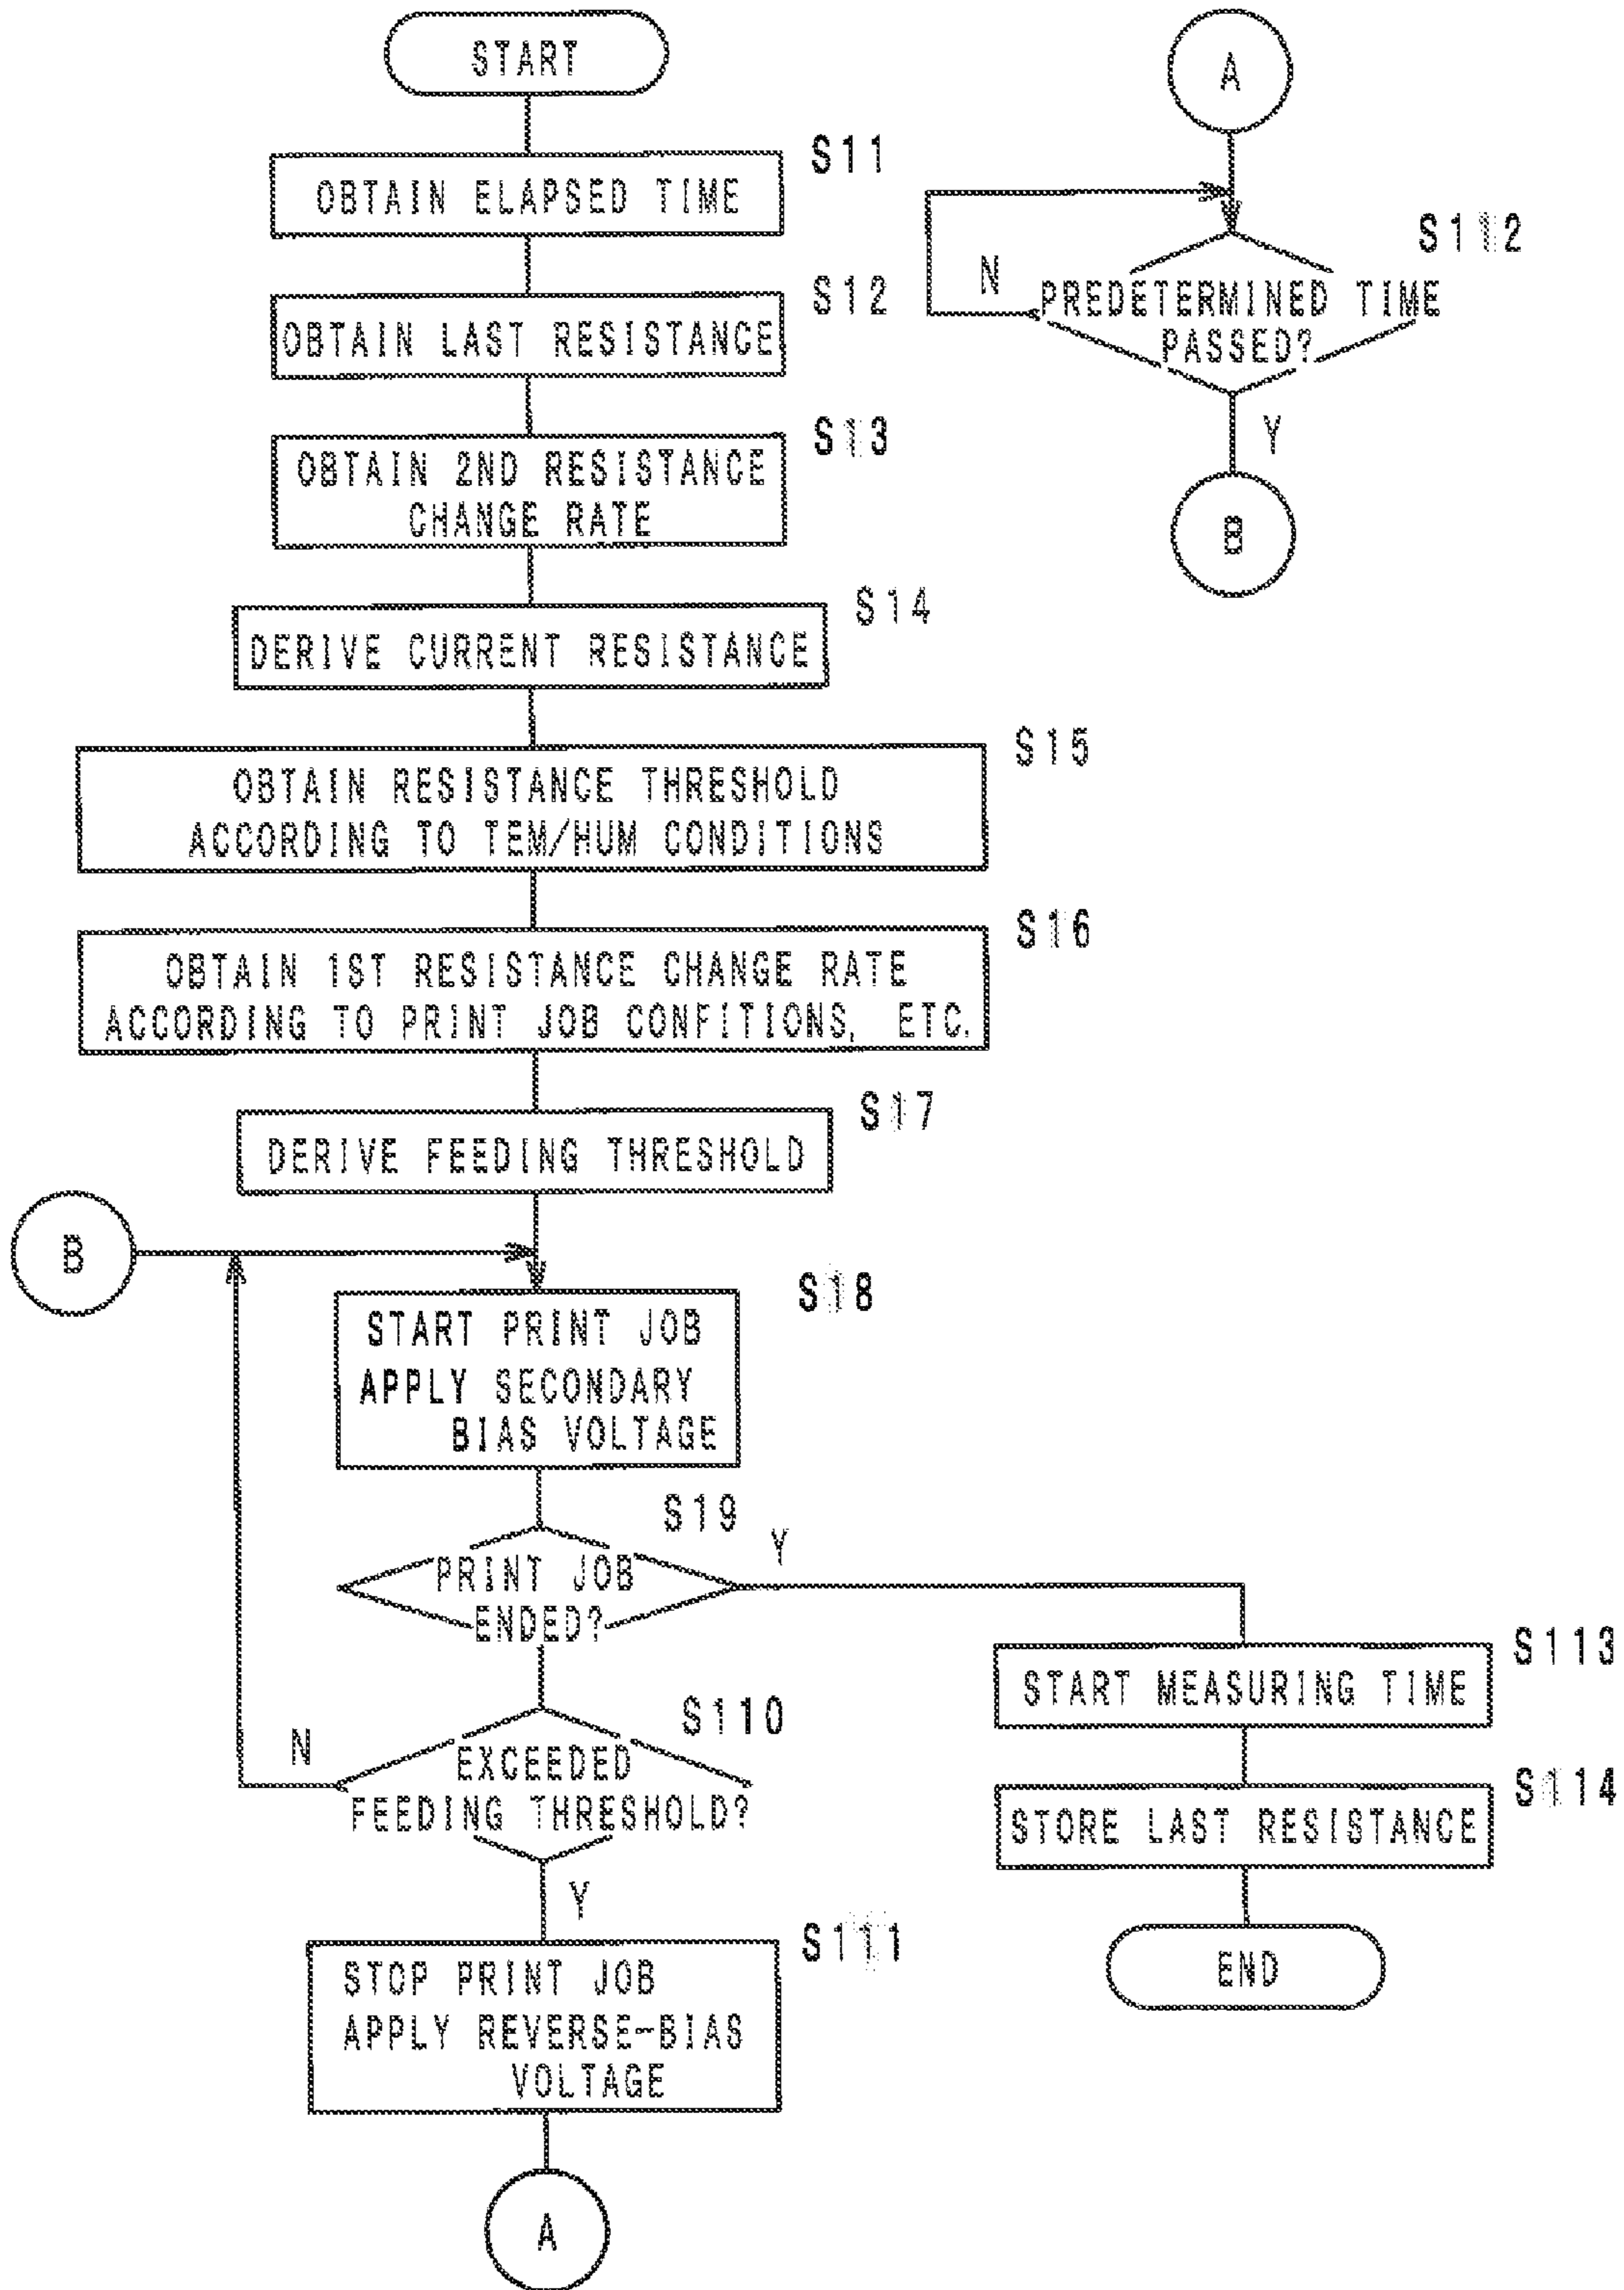 START
S11
OBTAIN ELAPSED TIME
S12
OBTAIN LAST RESISTANCE
S13
OBTAIN 2ND RESISTANCE
CHANGE RATE
S14
DERIVE CURRENT RESISTANCE
S15
OBTAIN RESISTANCE THRESHOLD
ACCORDING TO TEM/HUM CONDITIONS
S16
OBTAIN 1ST RESISTANCE CHANGE RATE
ACCORDING TO PRINT JOB CONFITIONS, ETC.
S17
DERIVE FEEDING THRESHOLD
B
S18
START PRINT JOB
APPLY SECONDARY
BIAS VOLTAGE
S19
PRINT JOB
ENDED?
Y
S110
N
EXCEEDED
FEEDING THRESHOLD?
Y
S111
STOP PRINT JOB
APPLY REVERSE-BIAS
VOLTAGE
A
A
S112
N
PREDETERMINED TIME
PASSED?
Y
B
S113
START MEASURING TIME
S114
STORE LAST RESISTANCE
END